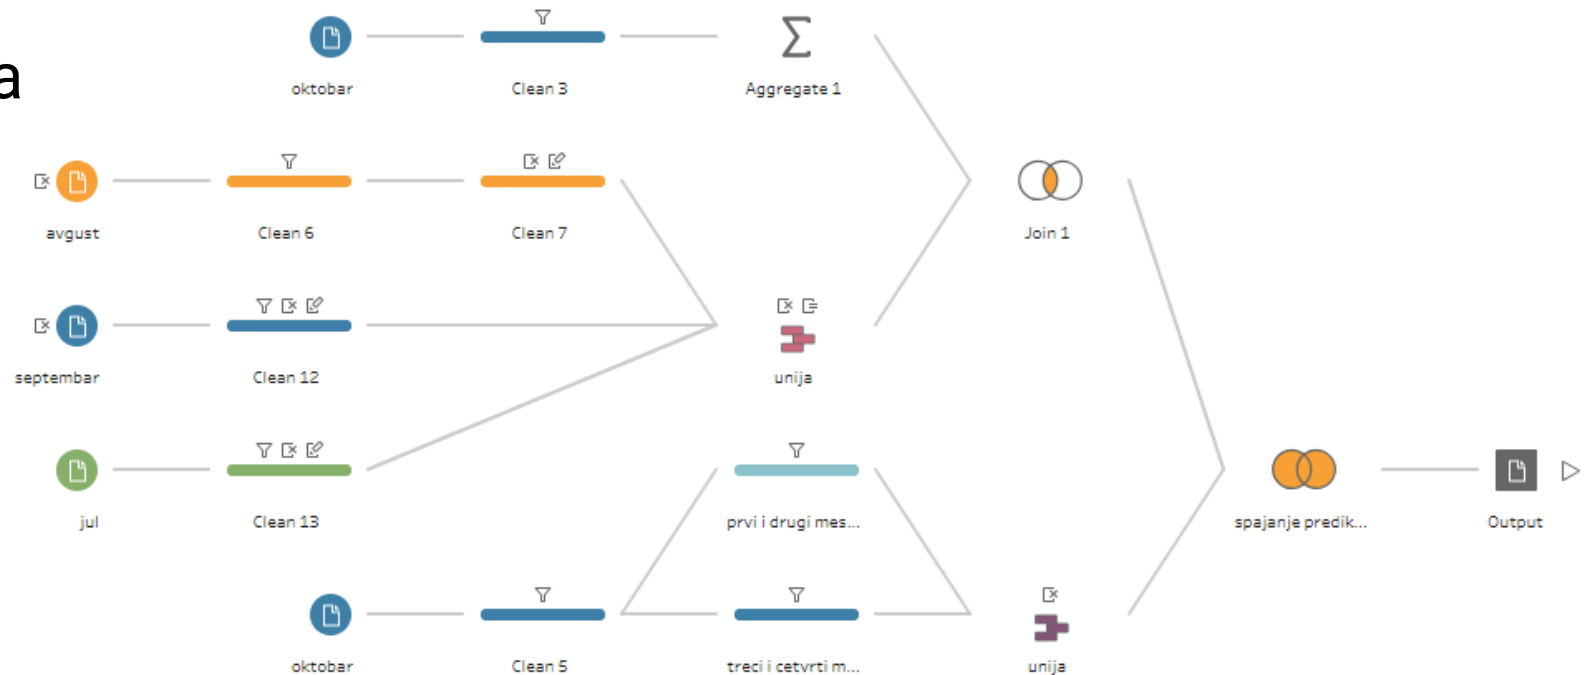 a
oktobar
Clean 3
Aggregate 1
avgust
Clean 6
Clean 7
Join 1
septembar
Clean 12
unija
jul
Clean 13
prvi i drugi mes...
spajanje predik...
Output
oktobar
Clean 5
treci i cetvrti m...
unija